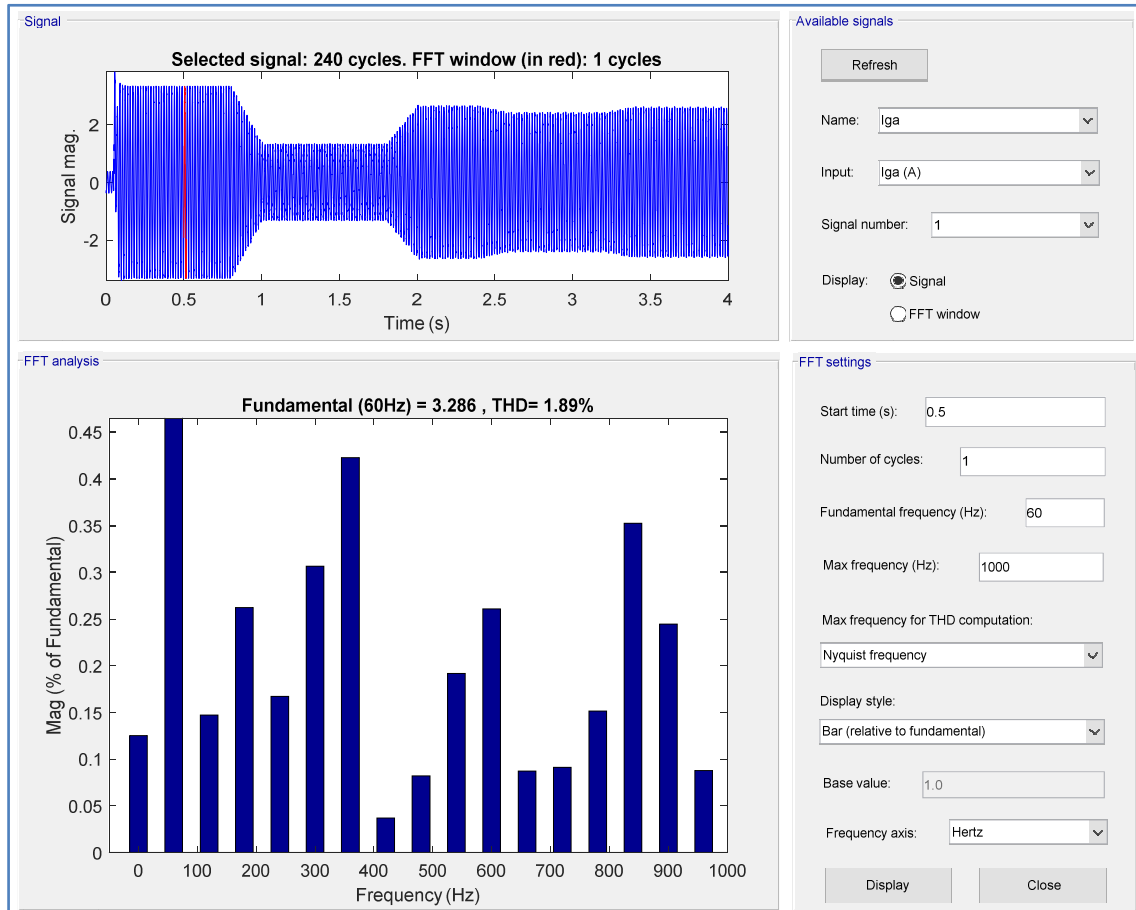 Signal
Selected signal: 240 cycles. FFT window (in red): 1 cycles
Signal mag.
2
0
-2
0 0.5 1 1.5 2 2.5 3 3.5 4
Time (s)
Available signals
Refresh
Name: Iga
Input: Iga (A)
Signal number: 1
Display: Signal
FFT window
FFT analysis
Fundamental (60Hz) = 3.286 , THD= 1.89%
Mag (% of Fundamental)
0.45
0.4
0.35
0.3
0.25
0.2
0.15
0.1
0.05
0
0 100 200 300 400 500 600 700 800 900 1000
Frequency (Hz)
FFT settings
Start time (s): 0.5
Number of cycles: 1
Fundamental frequency (Hz): 60
Max frequency (Hz): 1000
Max frequency for THD computation:
Nyquist frequency
Display style:
Bar (relative to fundamental)
Base value: 1.0
Frequency axis: Hertz
Display Close